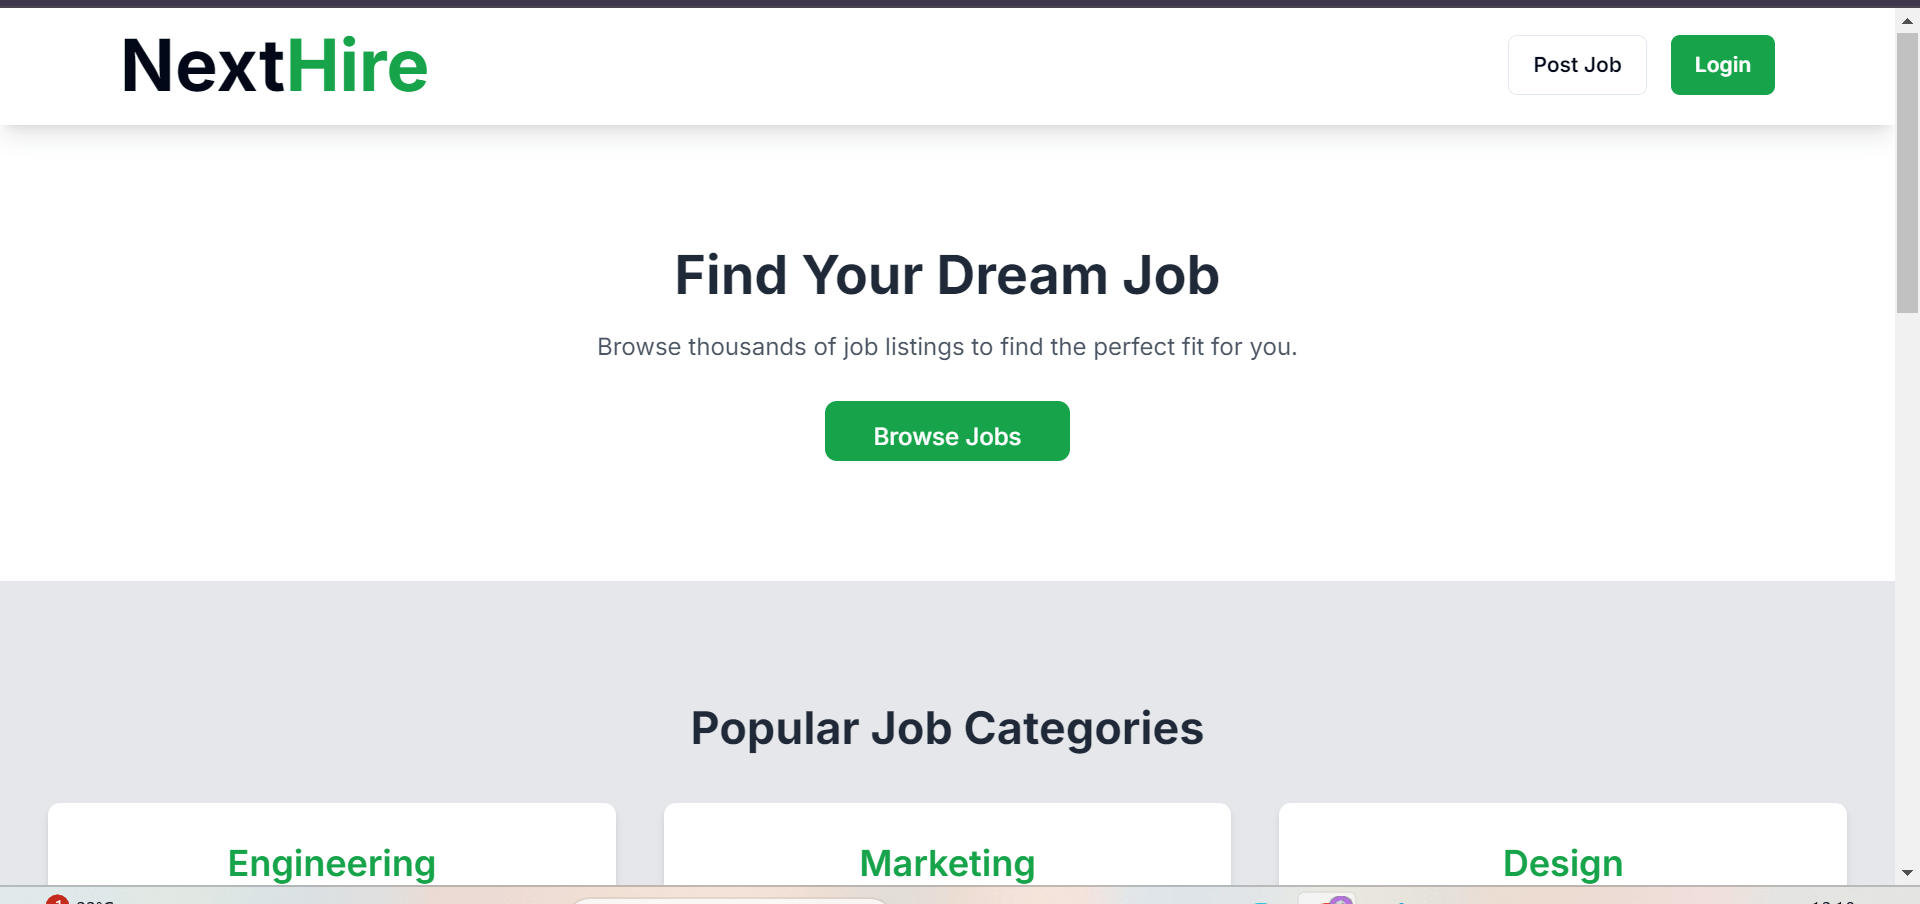 NextHire
Post Job
Login
Find Your Dream Job
Browse thousands of job listings to find the perfect fit for you.
Browse Jobs
Popular Job Categories
Engineering
Marketing
Design